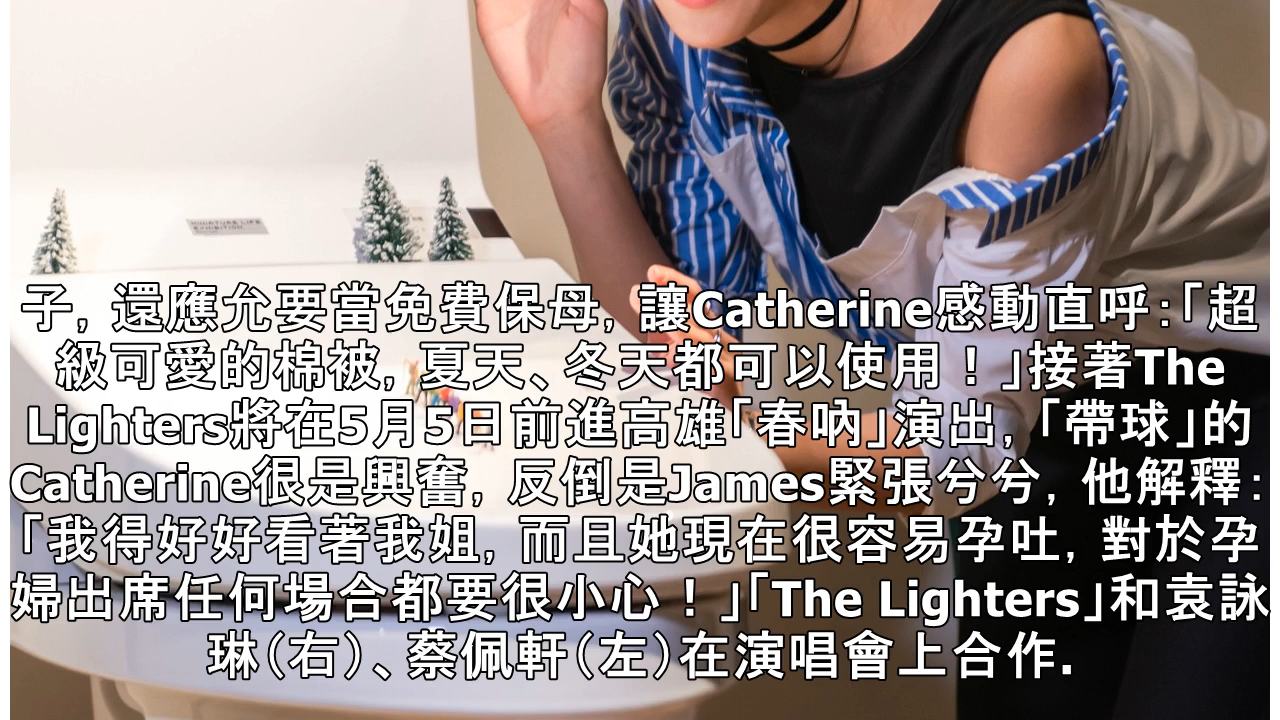 MINIATURE LIFE
EXHIBITION
子, 還應允要當免費保母, 讓Catherine感動直呼:「超
級可愛的棉被, 夏天、冬天都可以使用！」接著The
Lighters將在5月5日前進高雄「春吶」演出,「帶球」的
Catherine很是興奮, 反倒是James緊張兮兮, 他解釋:
「我得好好看著我姐, 而且她現在很容易孕吐, 對於孕
婦出席任何場合都要很小心！」「The Lighters」和袁詠
琳(右)、蔡佩軒(左)在演唱會上合作.